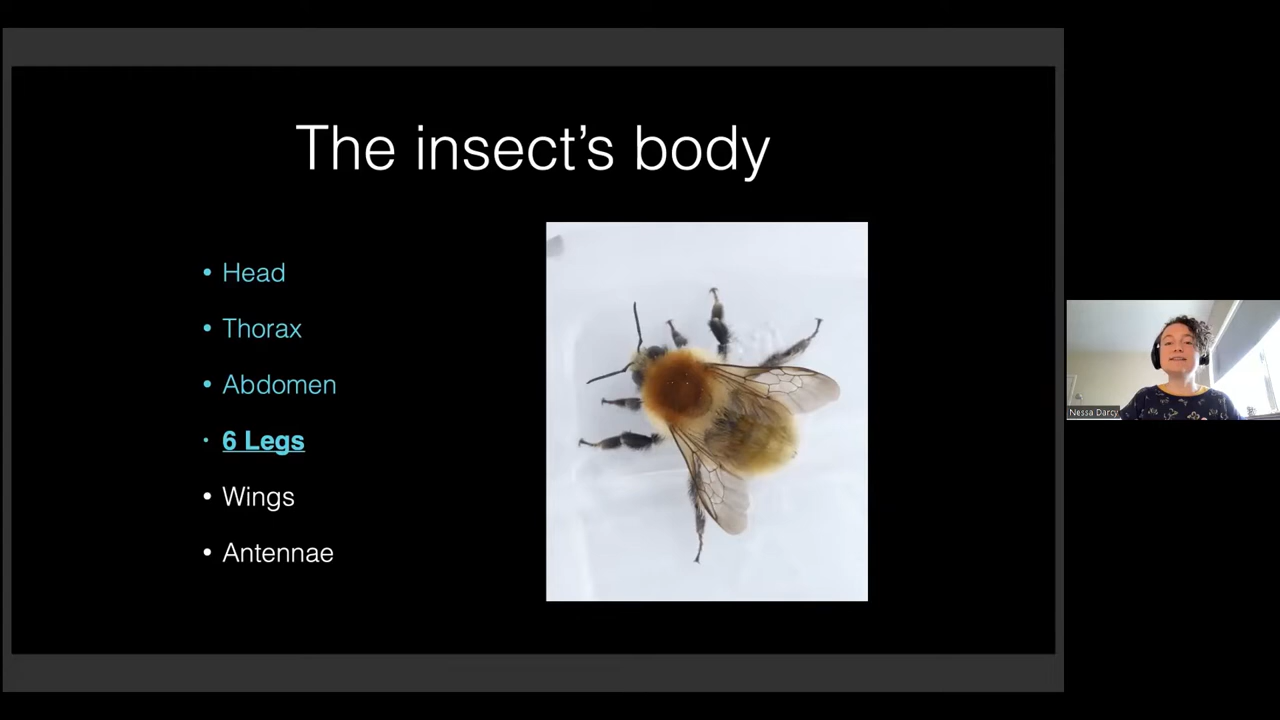 The insect’s body
• Head
• Thorax
• Abdomen
• 6 Legs
• Wings
• Antennae
Nessa Darcy